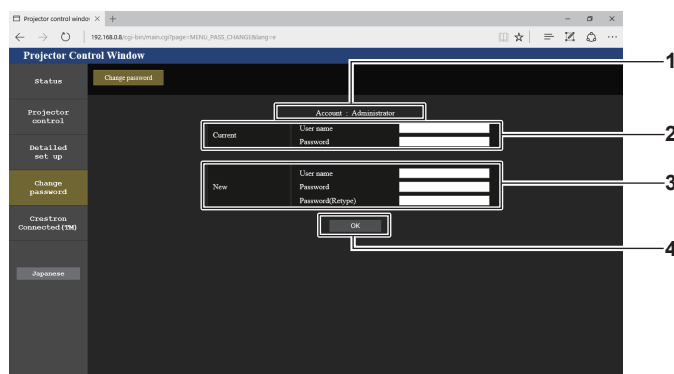 Projector control windov
192.168.0.8/cgi-bin/main.cgi?page=MENU_PASS_CHANGE&lang=e
Projector Control Window
Status
Change password
Projector
control
Detailed
set up
Change
password
Crestron
Connected(TM)
Japanese
Account : Administrator
Current
User name
Password
New
User name
Password
Password(Retype)
OK
1
2
3
4